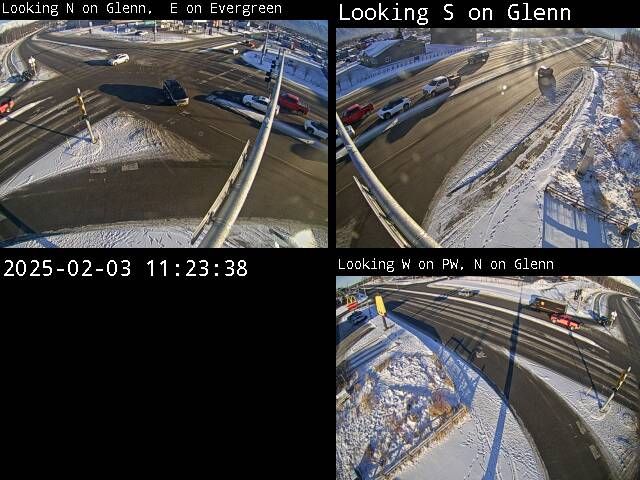 Looking N on Glenn,  E on Evergreen
Looking S on Glenn
2025-02-03 11:23:38
Looking W on PW, N on Glenn